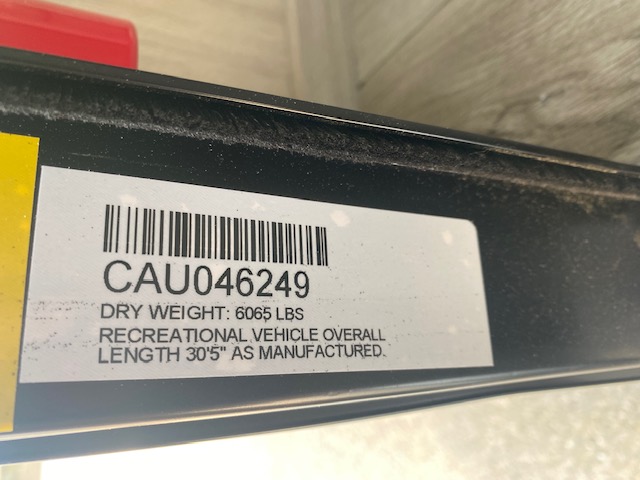 CAU046249
DRY WEIGHT: 6065 LBS
RECREATIONAL VEHICLE OVERALL
LENGTH 30'5" AS MANUFACTURED.